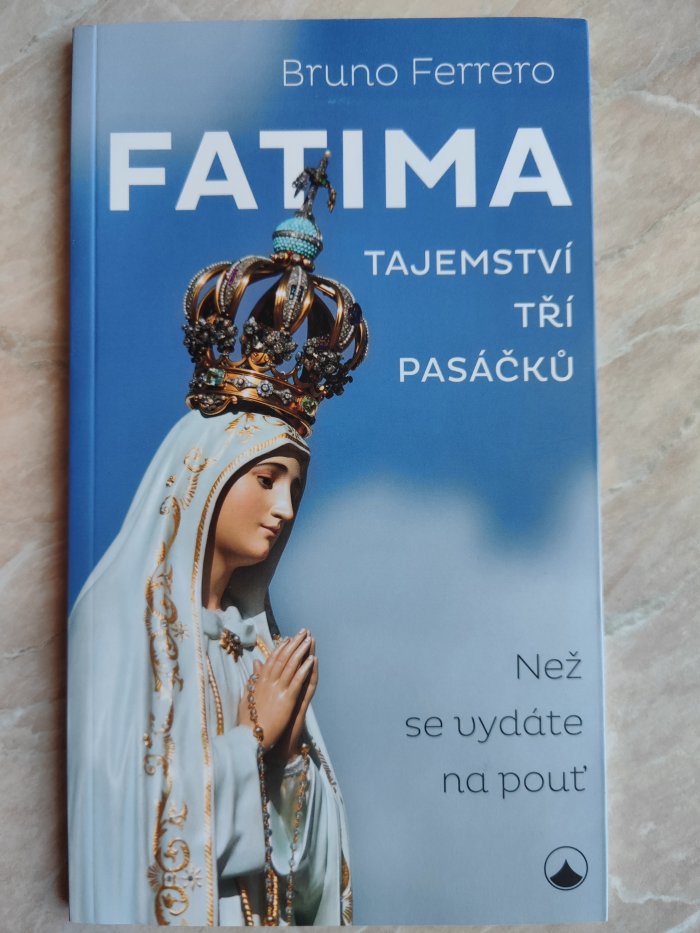 Bruno Ferrero
FATIMA
TAJEMSTVÍ
TŘÍ
PASÁČKŮ
Než
se vydáte
na pouť